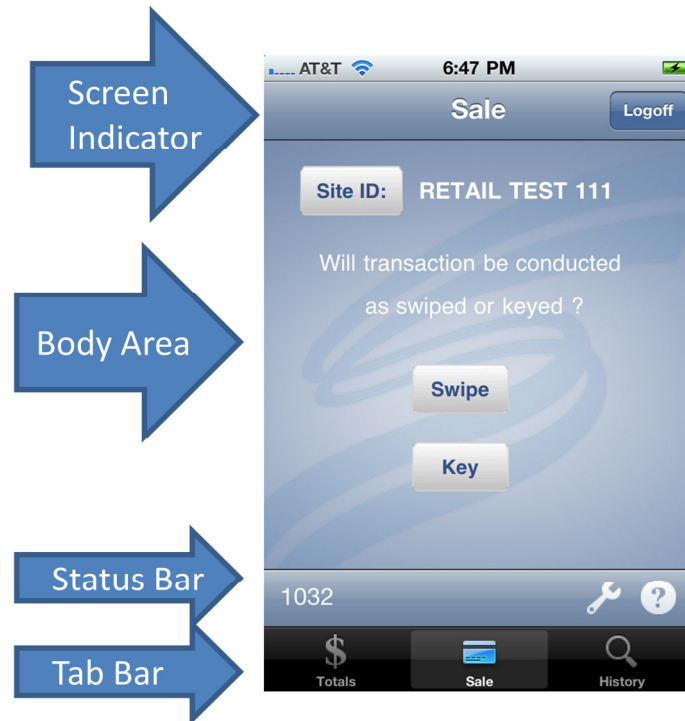 Screen
Indicator
AT&T 6:47 PM
Sale Logoff
Site ID: RETAIL TEST 111
Will transaction be conducted
as swiped or keyed ?
Body Area
Swipe
Key
Status Bar
1032 ?
Tab Bar
$
Totals Sale History